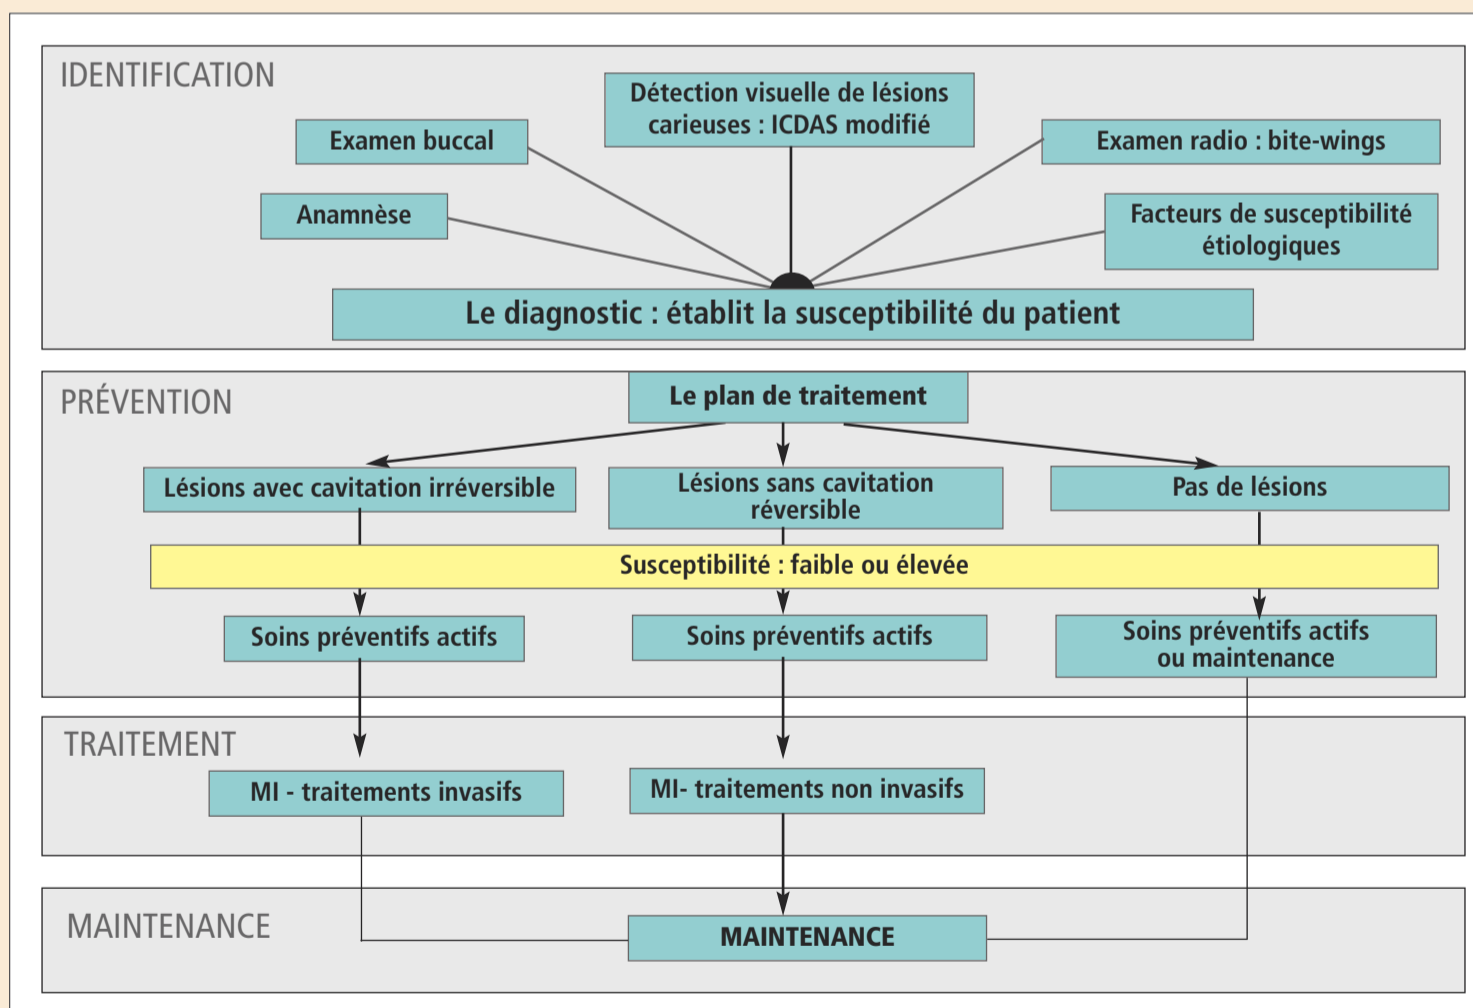 IDENTIFICATION
Détection visuelle de lésions
carieuses : ICDAS modifié
Examen buccal
Examen radio : bite-wings
Anamnèse
Facteurs de susceptibilité
étiologiques
Le diagnostic : établit la susceptibilité du patient
PRÉVENTION
Le plan de traitement
Lésions avec cavitation irréversible
Lésions sans cavitation
réversible
Pas de lésions
Susceptibilité : faible ou élevée
Soins préventifs actifs
Soins préventifs actifs
Soins préventifs actifs
ou maintenance
TRAITEMENT
MI - traitements invasifs
MI- traitements non invasifs
MAINTENANCE
MAINTENANCE